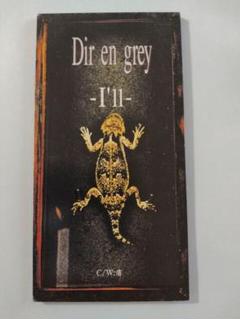 Dir en grey
-I'll-
C/W: